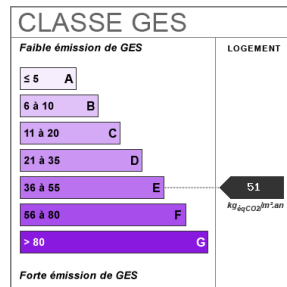 CLASSE GES
Faible émission de GES
LOGEMENT
≤ 5 A
6 à 10 B
11 à 20 C
21 à 35 D
36 à 55 E
51
kgéqCO2/m².an
56 à 80 F
> 80 G
Forte émission de GES